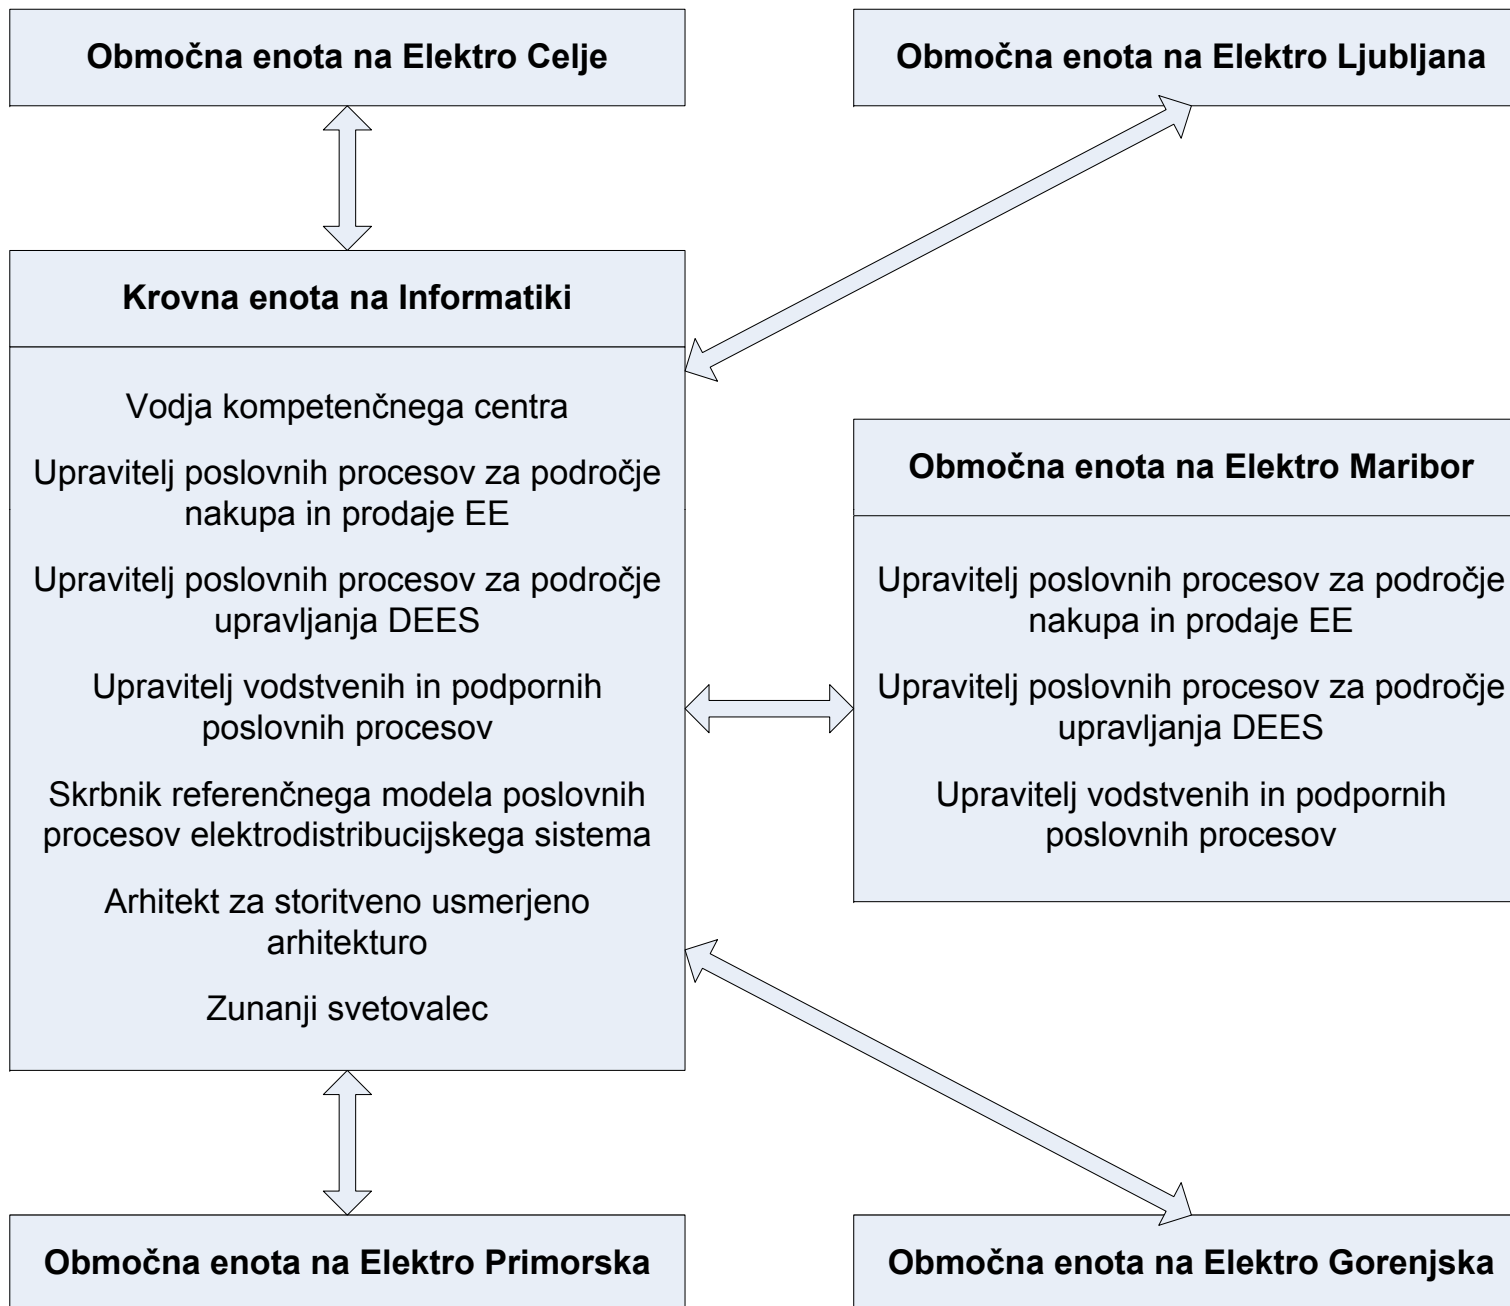 Območna enota na Elektro Celje
Območna enota na Elektro Ljubljana
Krovna enota na Informatiki
Vodja kompetenčnega centra
Upravitelj poslovnih procesov za področje
nakupa in prodaje EE
Upravitelj poslovnih procesov za področje
upravljanja DEES
Upravitelj vodstvenih in podpornih
poslovnih procesov
Skrbnik referenčnega modela poslovnih
procesov elektrodistribucijskega sistema
Arhitekt za storitveno usmerjeno
arhitekturo
Zunanji svetovalec
Območna enota na Elektro Maribor
Upravitelj poslovnih procesov za področje
nakupa in prodaje EE
Upravitelj poslovnih procesov za področje
upravljanja DEES
Upravitelj vodstvenih in podpornih
poslovnih procesov
Območna enota na Elektro Primorska
Območna enota na Elektro Gorenjska